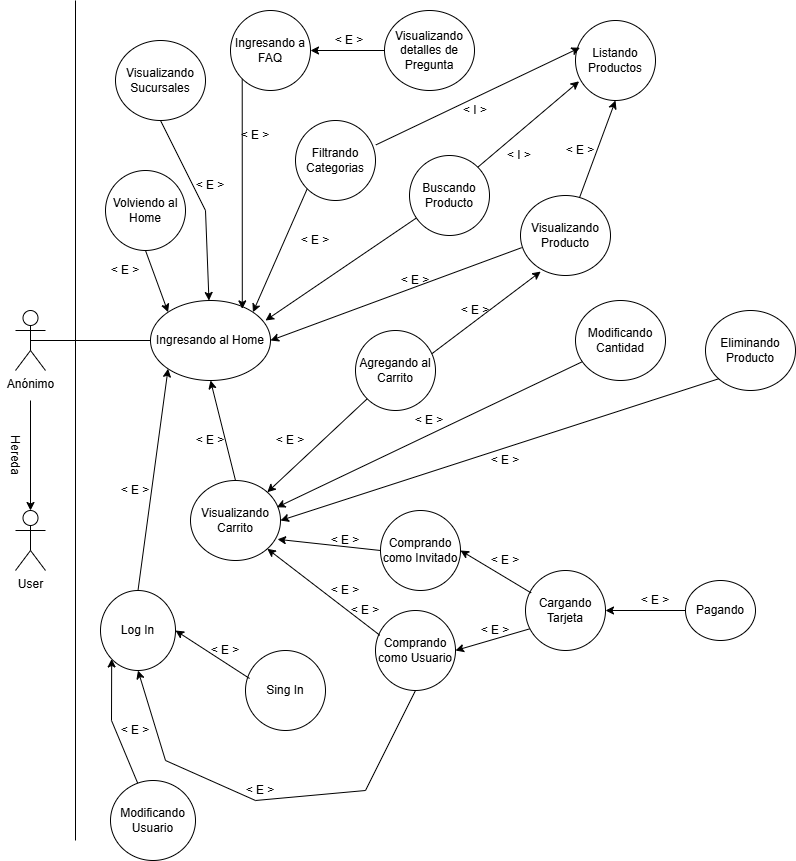 Ingresando a
FAQ
< E >
Visualizando
detalles de
Pregunta
Listando
Productos
Visualizando
Sucursales
< I >
< E >
Filtrando
Categorias
< I >
< E >
Buscando
Producto
< E >
Volviendo al
Home
Visualizando
Producto
< E >
< E >
< E >
< E >
Ingresando al Home
Modificando
Cantidad
Eliminando
Producto
Agregando al
Carrito
Anónimo
Hereda
< E >
< E >
< E >
< E >
< E >
Visualizando
Carrito
< E >
Comprando
como Invitado
< E >
User
< E >
< E >
Cargando
Tarjeta
< E >
Pagando
Log In
< E >
Comprando
como Usuario
< E >
Sing In
< E >
< E >
Modificando
Usuario